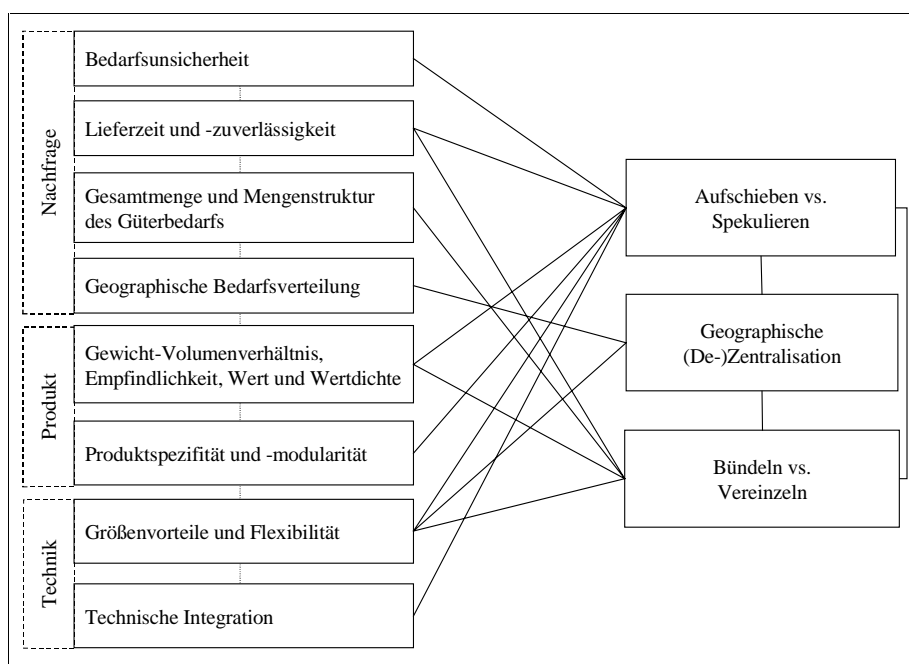 Nachfrage
Bedarfsunsicherheit
Lieferzeit und -zuverlässigkeit
Gesamtmenge und Mengenstruktur
des Güterbedarfs
Geographische Bedarfsverteilung
Produkt
Gewicht-Volumenverhältnis,
Empfindlichkeit, Wert und Wertdichte
Produktspezifität und -modularität
Technik
Größenvorteile und Flexibilität
Technische Integration
Aufschieben vs.
Spekulieren
Geographische
(De-)Zentralisation
Bündeln vs.
Vereinzeln